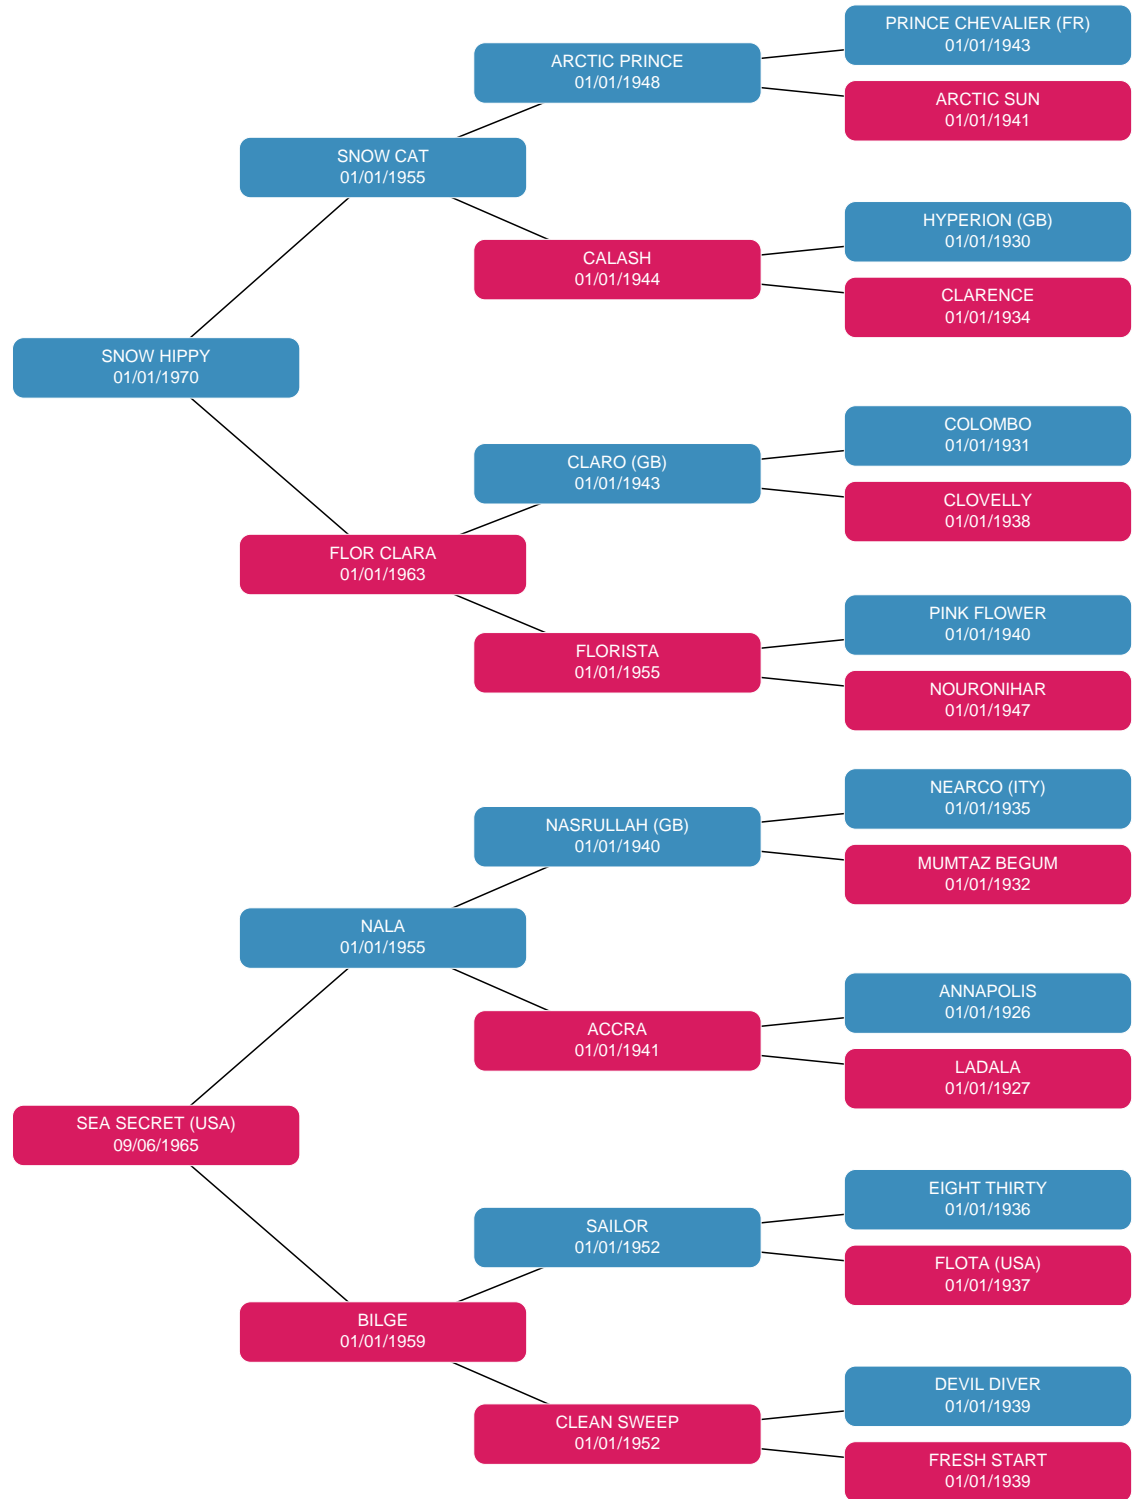 PRINCE CHEVALIER (FR)
01/01/1943
ARCTIC PRINCE
01/01/1948
ARCTIC SUN
01/01/1941
SNOW CAT
01/01/1955
HYPERION (GB)
01/01/1930
CALASH
01/01/1944
CLARENCE
01/01/1934
SNOW HIPPY
01/01/1970
COLOMBO
01/01/1931
CLARO (GB)
01/01/1943
CLOVELLY
01/01/1938
FLOR CLARA
01/01/1963
PINK FLOWER
01/01/1940
FLORISTA
01/01/1955
NOURONIHAR
01/01/1947
NEARCO (ITY)
01/01/1935
NASRULLAH (GB)
01/01/1940
MUMTAZ BEGUM
01/01/1932
NALA
01/01/1955
ANNAPOLIS
01/01/1926
ACCRA
01/01/1941
LADALA
01/01/1927
SEA SECRET (USA)
09/06/1965
EIGHT THIRTY
01/01/1936
SAILOR
01/01/1952
FLOTA (USA)
01/01/1937
BILGE
01/01/1959
DEVIL DIVER
01/01/1939
CLEAN SWEEP
01/01/1952
FRESH START
01/01/1939